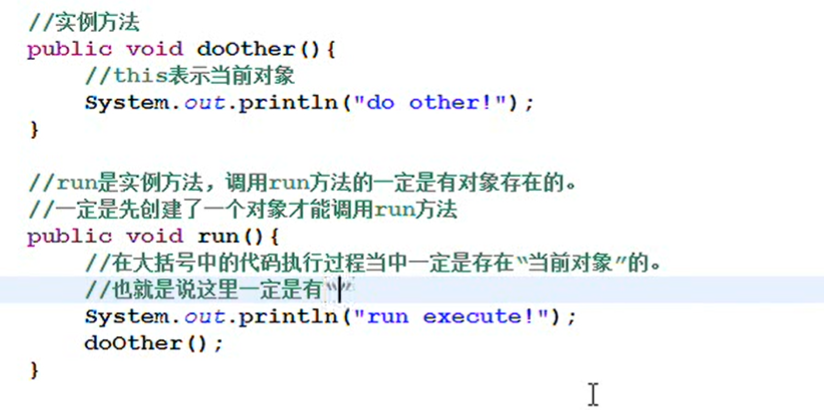 //实例方法
public void doOther(){
//this表示当前对象
System.out.println("do other!");
}
//run是实例方法，调用run方法的一定是有对象存在的。
//一定是先创建了一个对象才能调用run方法
public void run(){
//在大括号中的代码执行过程当中一定是存在“当前对象”的。
//也就是说这里一定是有“”
System.out.println("run execute!");
doOther();
}